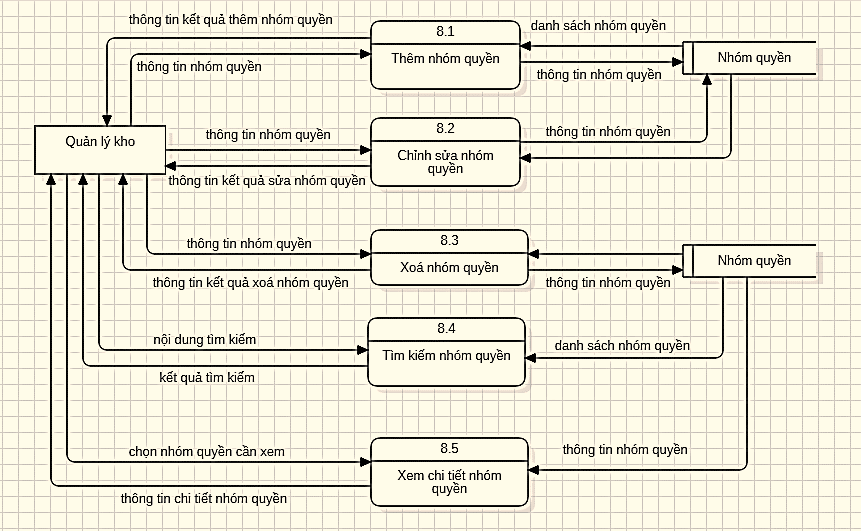 thông tin kết quả thêm nhóm quyền
thông tin nhóm quyền
8.1
Thêm nhóm quyền
danh sách nhóm quyền
thông tin nhóm quyền
Nhóm quyền
Quản lý kho
thông tin nhóm quyền
thông tin kết quả sửa nhóm quyền
8.2
Chỉnh sửa nhóm
quyền
thông tin nhóm quyền
thông tin nhóm quyền
thông tin kết quả xoá nhóm quyền
8.3
Xoá nhóm quyền
thông tin nhóm quyền
Nhóm quyền
nội dung tìm kiếm
kết quả tìm kiếm
8.4
Tìm kiếm nhóm quyền
danh sách nhóm quyền
chọn nhóm quyền cần xem
thông tin chi tiết nhóm quyền
8.5
Xem chi tiết nhóm
quyền
thông tin nhóm quyền